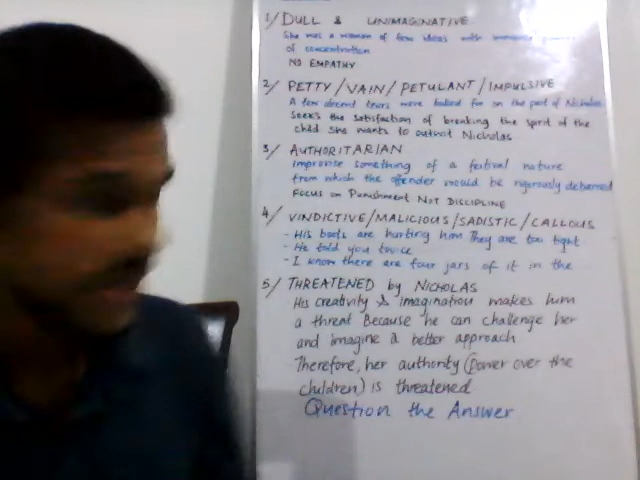 1/ DULL & UNIMAGINATIVE
She was a woman of few ideas with immense powers
of concentration
NO EMPATHY
2/ PETTY/VAIN/PETULANT/IMPULSIVE
A few decent tears were looked for on the part of Nicholas
Seeks the satisfaction of breaking the spirit of the
child She wants to outwit Nicholas
3/ AUTHORITARIAN
improvise something of a festival nature
from which the offender would be rigorously debarred
FOCUS on Punishment NOT DISCIPLINE
4/ VINDICTIVE/MALICIOUS/SADISTIC/CALLOUS
- His boots are hurting him They are too tight
- He told you twice
- I know there are four jars of it in the
5/ THREATENED by NICHOLAS
His creativity & imagination makes him
a threat Because he can challenge her
and imagine a better approach
Therefore, her authority (power over the
children) is threatened
Question the Answer